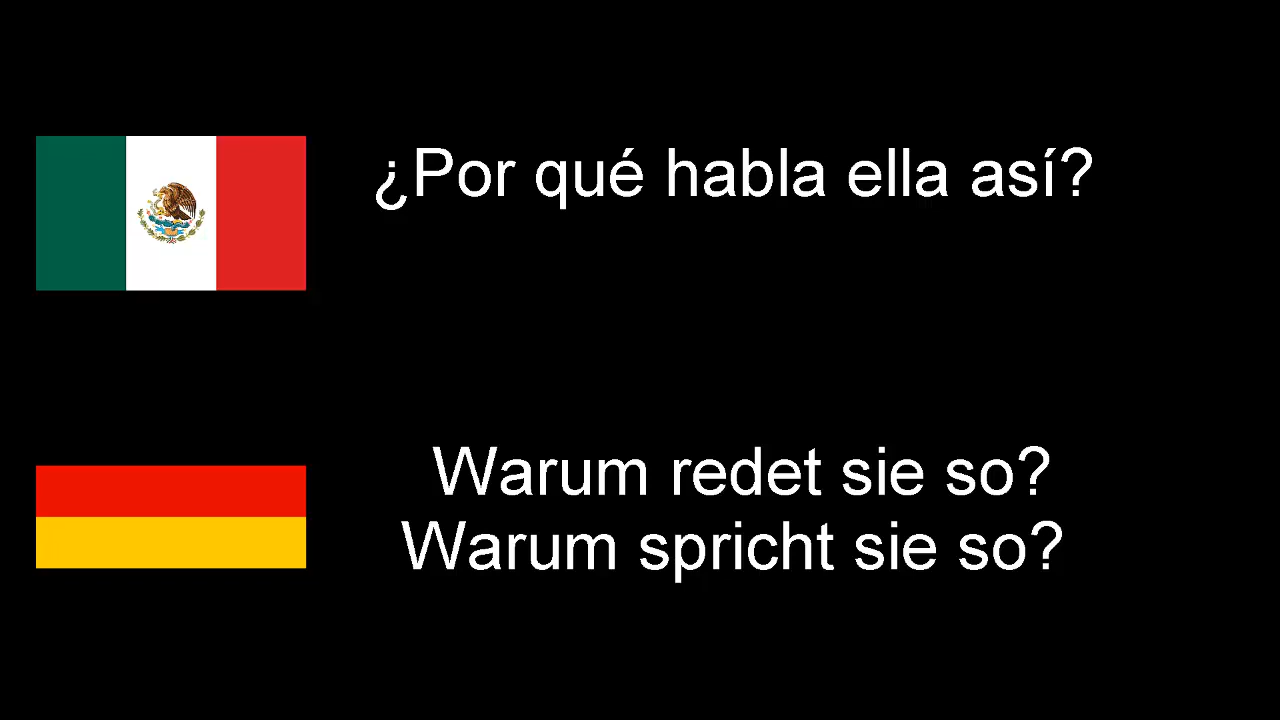 ¿Por qué habla ella así?
Warum redet sie so?
Warum spricht sie so?